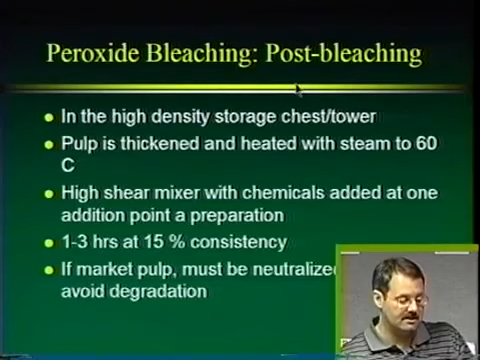 Peroxide Bleaching: Post-bleaching
In the high density storage chest/tower
Pulp is thickened and heated with steam to 60
C
High shear mixer with chemicals added at one
addition point a preparation
1-3 hrs at 15 % consistency
If market pulp, must be neutralized
avoid degradation